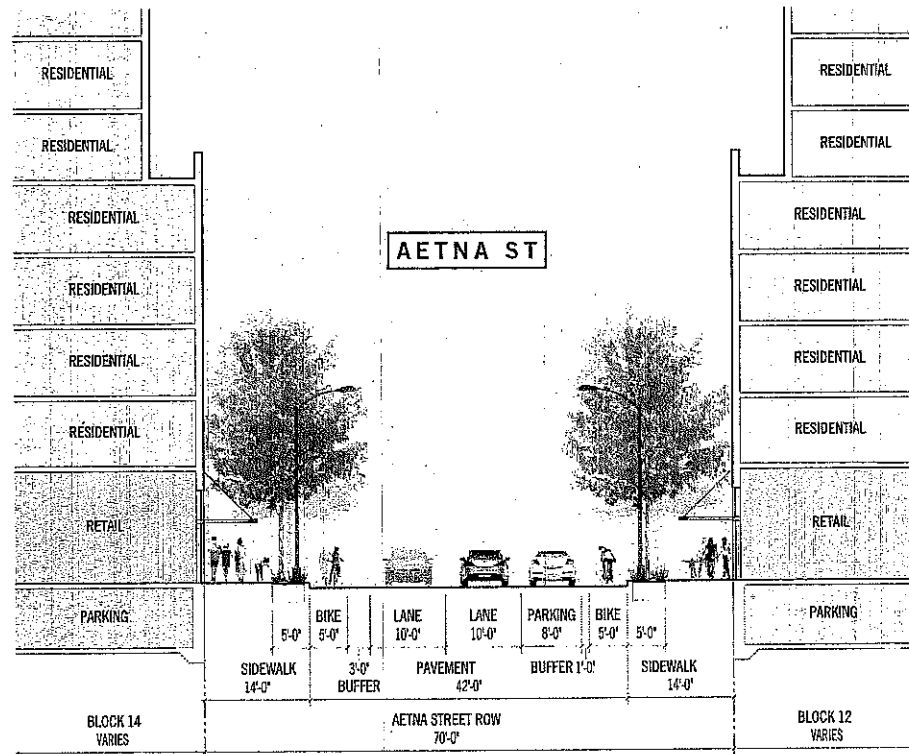 RESIDENTIAL
RESIDENTIAL
RESIDENTIAL
RESIDENTIAL
RESIDENTIAL
RESIDENTIAL
RESIDENTIAL
RESIDENTIAL
AETNA ST
RESIDENTIAL
RESIDENTIAL
RESIDENTIAL
RESIDENTIAL
RETAIL
RETAIL
PARKING
5'-0"
BIKE
5'-0"
LANE
10'-0"
LANE
10'-0"
PARKING
8'-0"
BIKE
5'-0"
5'-0"
PARKING
SIDEWALK
14'-0"
3'-0"
BUFFER
PAVEMENT
42'-0"
BUFFER 1'-0"
SIDEWALK
14'-0"
BLOCK 14
VARIES
AETNA STREET ROW
70'-0"
BLOCK 12
VARIES